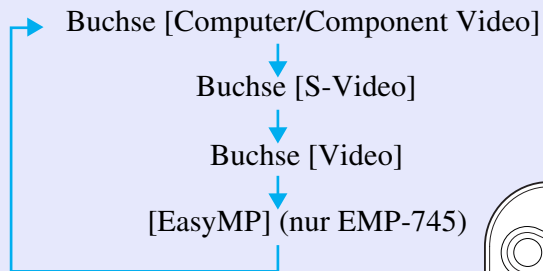 Buchse [Computer/Component Video]
Buchse [S-Video]
Buchse [Video]
[EasyMP] (nur EMP-745)